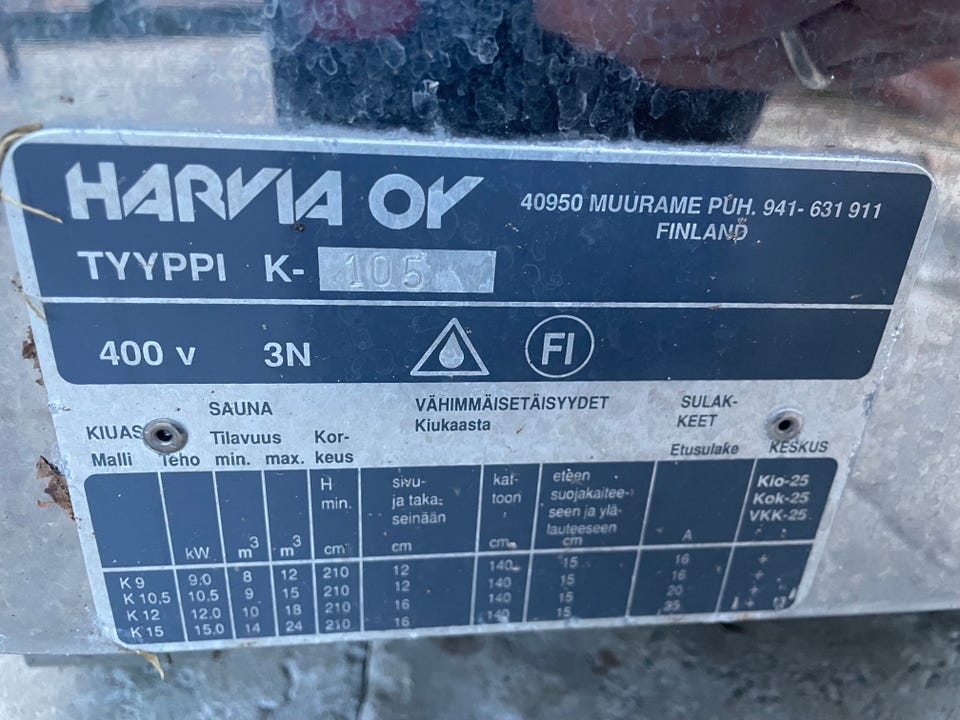 HARVIA OY
40950 MUURAME PUH. 941- 631 911
FINLAND
TYYPPI K- 105
400 V 3N FI
KIUAS SAUNA VÄHIMMÄISETÄISYYDET SULAK-
Kiukaasta KEET
Malli Teho Tilavuus Kor- Etusulake KESKUS
min. max. keus
H sivu- kat- eteen Kio-25
min. ja taka- toon suojakaitee- Kok-25
seinään seen ja ylä- VKK-25
lauteeseen
kW m3 m3 cm cm cm cm A
K 9 9.0 8 12 210 12 140 15 16 +
K 10,5 10.5 9 15 210 12 140 15 16 +
K 12 12.0 10 18 210 16 140 15 20 +
K 15 15.0 14 24 210 16 140 15 35 +